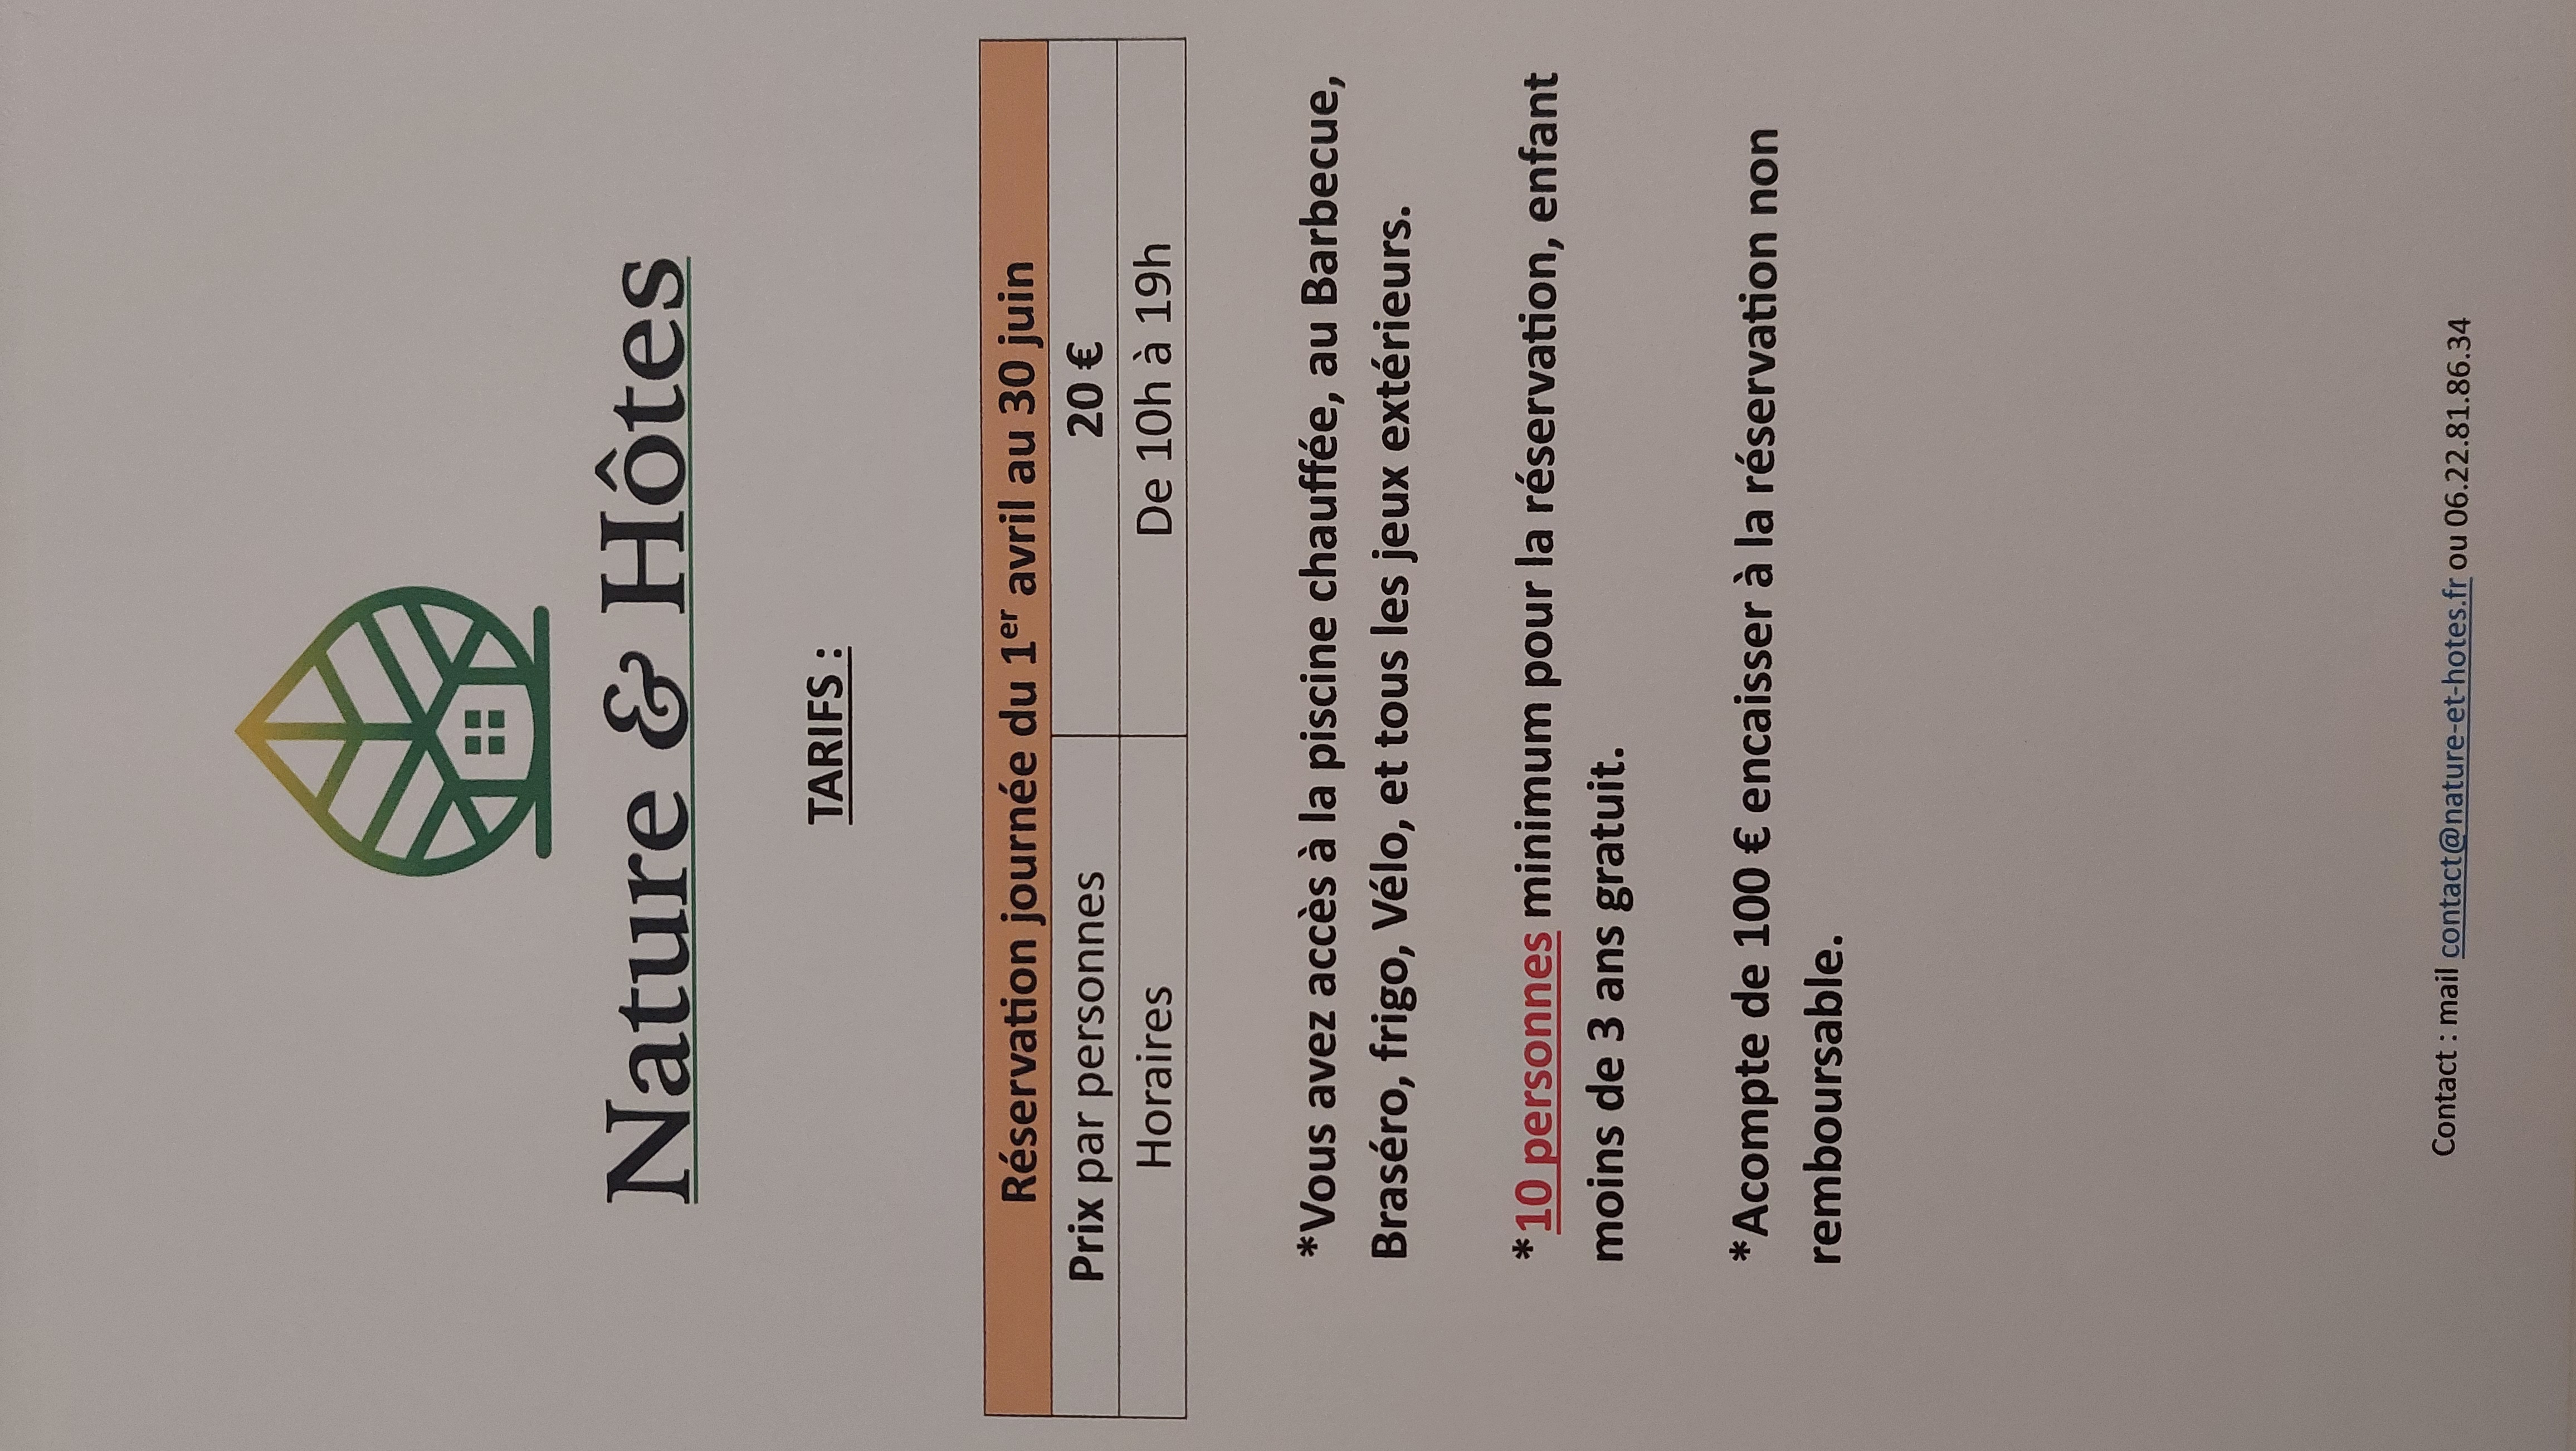 Nature & Hôtes
TARIFS :
Réservation journée du 1er avril au 30 juin
Prix par personnes 20 €
Horaires De 10h à 19h
*Vous avez accès à la piscine chauffée, au Barbecue,
Braséro, frigo, Vélo, et tous les jeux extérieurs.
*10 personnes minimum pour la réservation, enfant
moins de 3 ans gratuit.
*Acompte de 100 € encaisser à la réservation non
remboursable.
Contact : mail contact@nature-et-hotes.fr ou 06.22.81.86.34